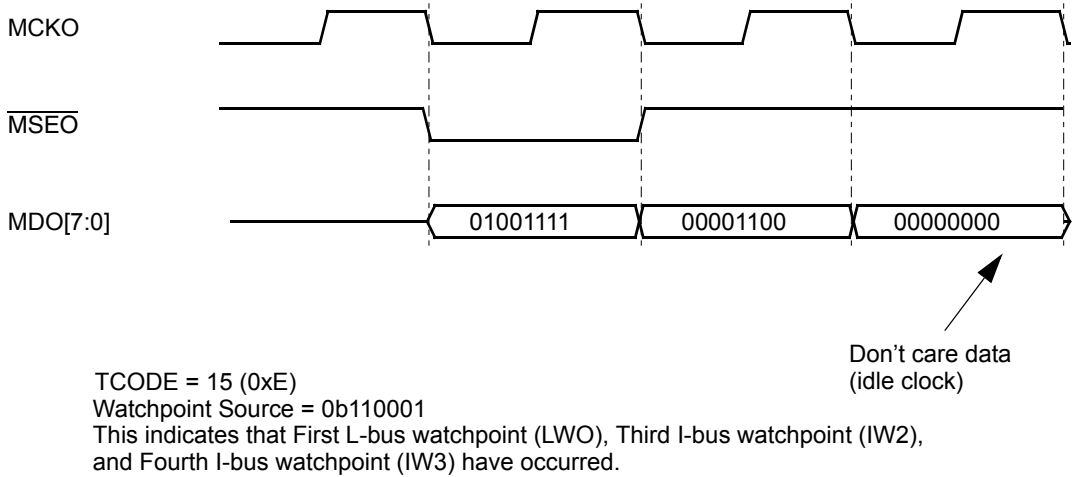 MCKO
MSEO
MDO[7:0]
01001111
00001100
00000000
Don't care data
(idle clock)
TCODE = 15 (0xE)
Watchpoint Source = 0b110001
This indicates that First L-bus watchpoint (LWO), Third I-bus watchpoint (IW2),
and Fourth I-bus watchpoint (IW3) have occurred.